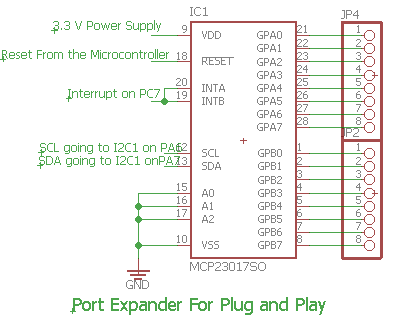 IC1
JP4
3.3 V Power Supply
9 VDD GPA0 21 1
GPA1 22 2
Reset From the Microcontroller 18 RESET GPA2 23 3
GPA3 24 4
20 INTA GPA4 25 5
Interrupt on PC7 19 INTB GPA5 26 6
GPA6 27 7
GPA7 28 8
JP2
SCL going to I2C1 on PA6 12 SCL GPB0 1 1
SDA going to I2C1 onPA7 13 SDA GPB1 2 2
GPB2 3 3
15 A0 GPB3 4 4
16 A1 GPB4 5 5
17 A2 GPB5 6 6
GPB6 7 7
10 VSS GPB7 8 8
MCP23017SO
GND
Port Expander For Plug and Play